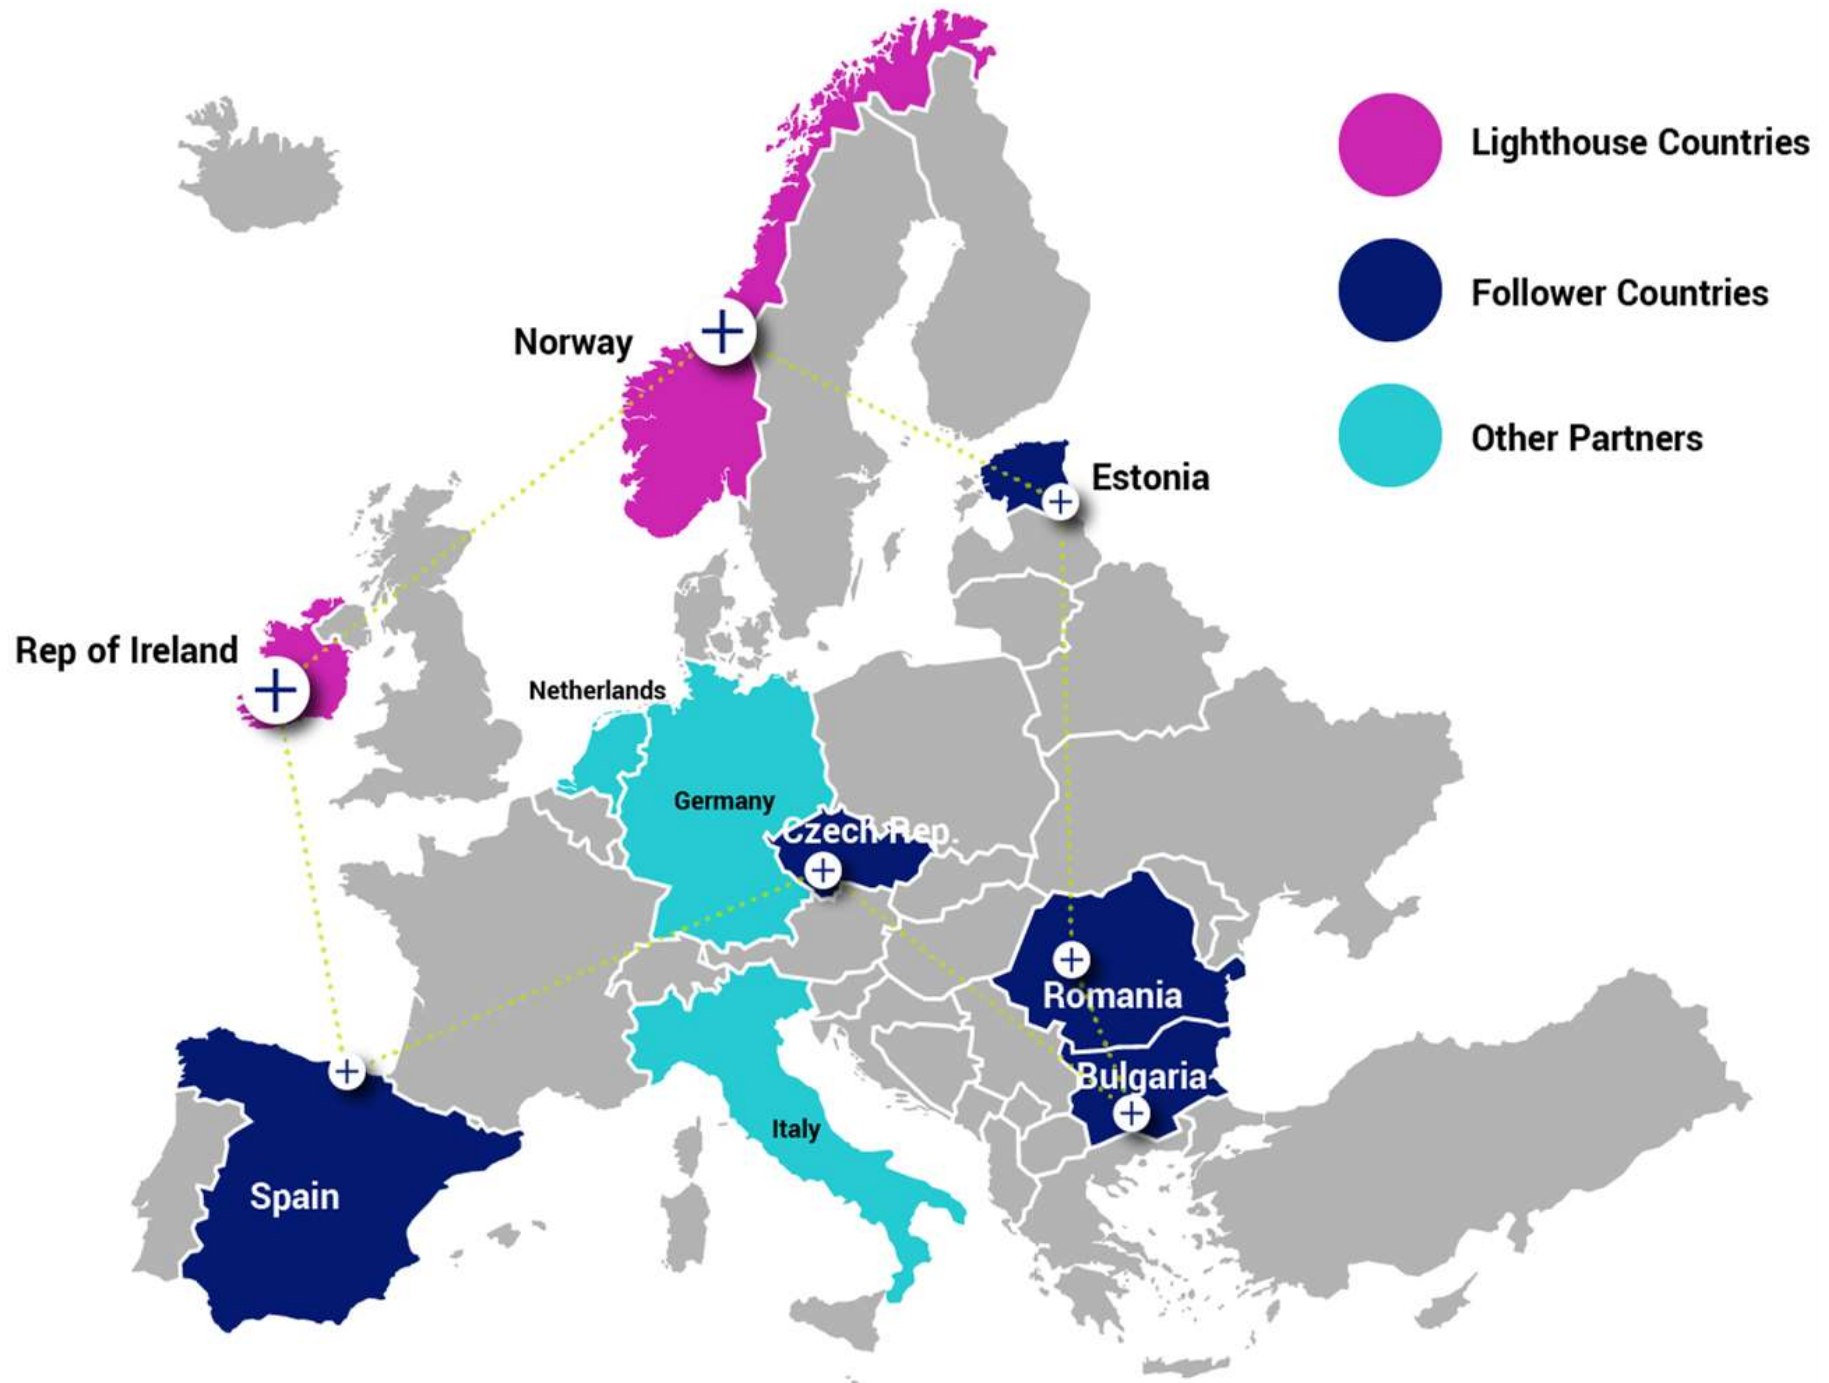 Lighthouse Countries
Follower Countries
Other Partners
Norway
Estonia
Rep of Ireland
Netherlands
Germany
Czech Rep.
Romania
Bulgaria
Italy
Spain